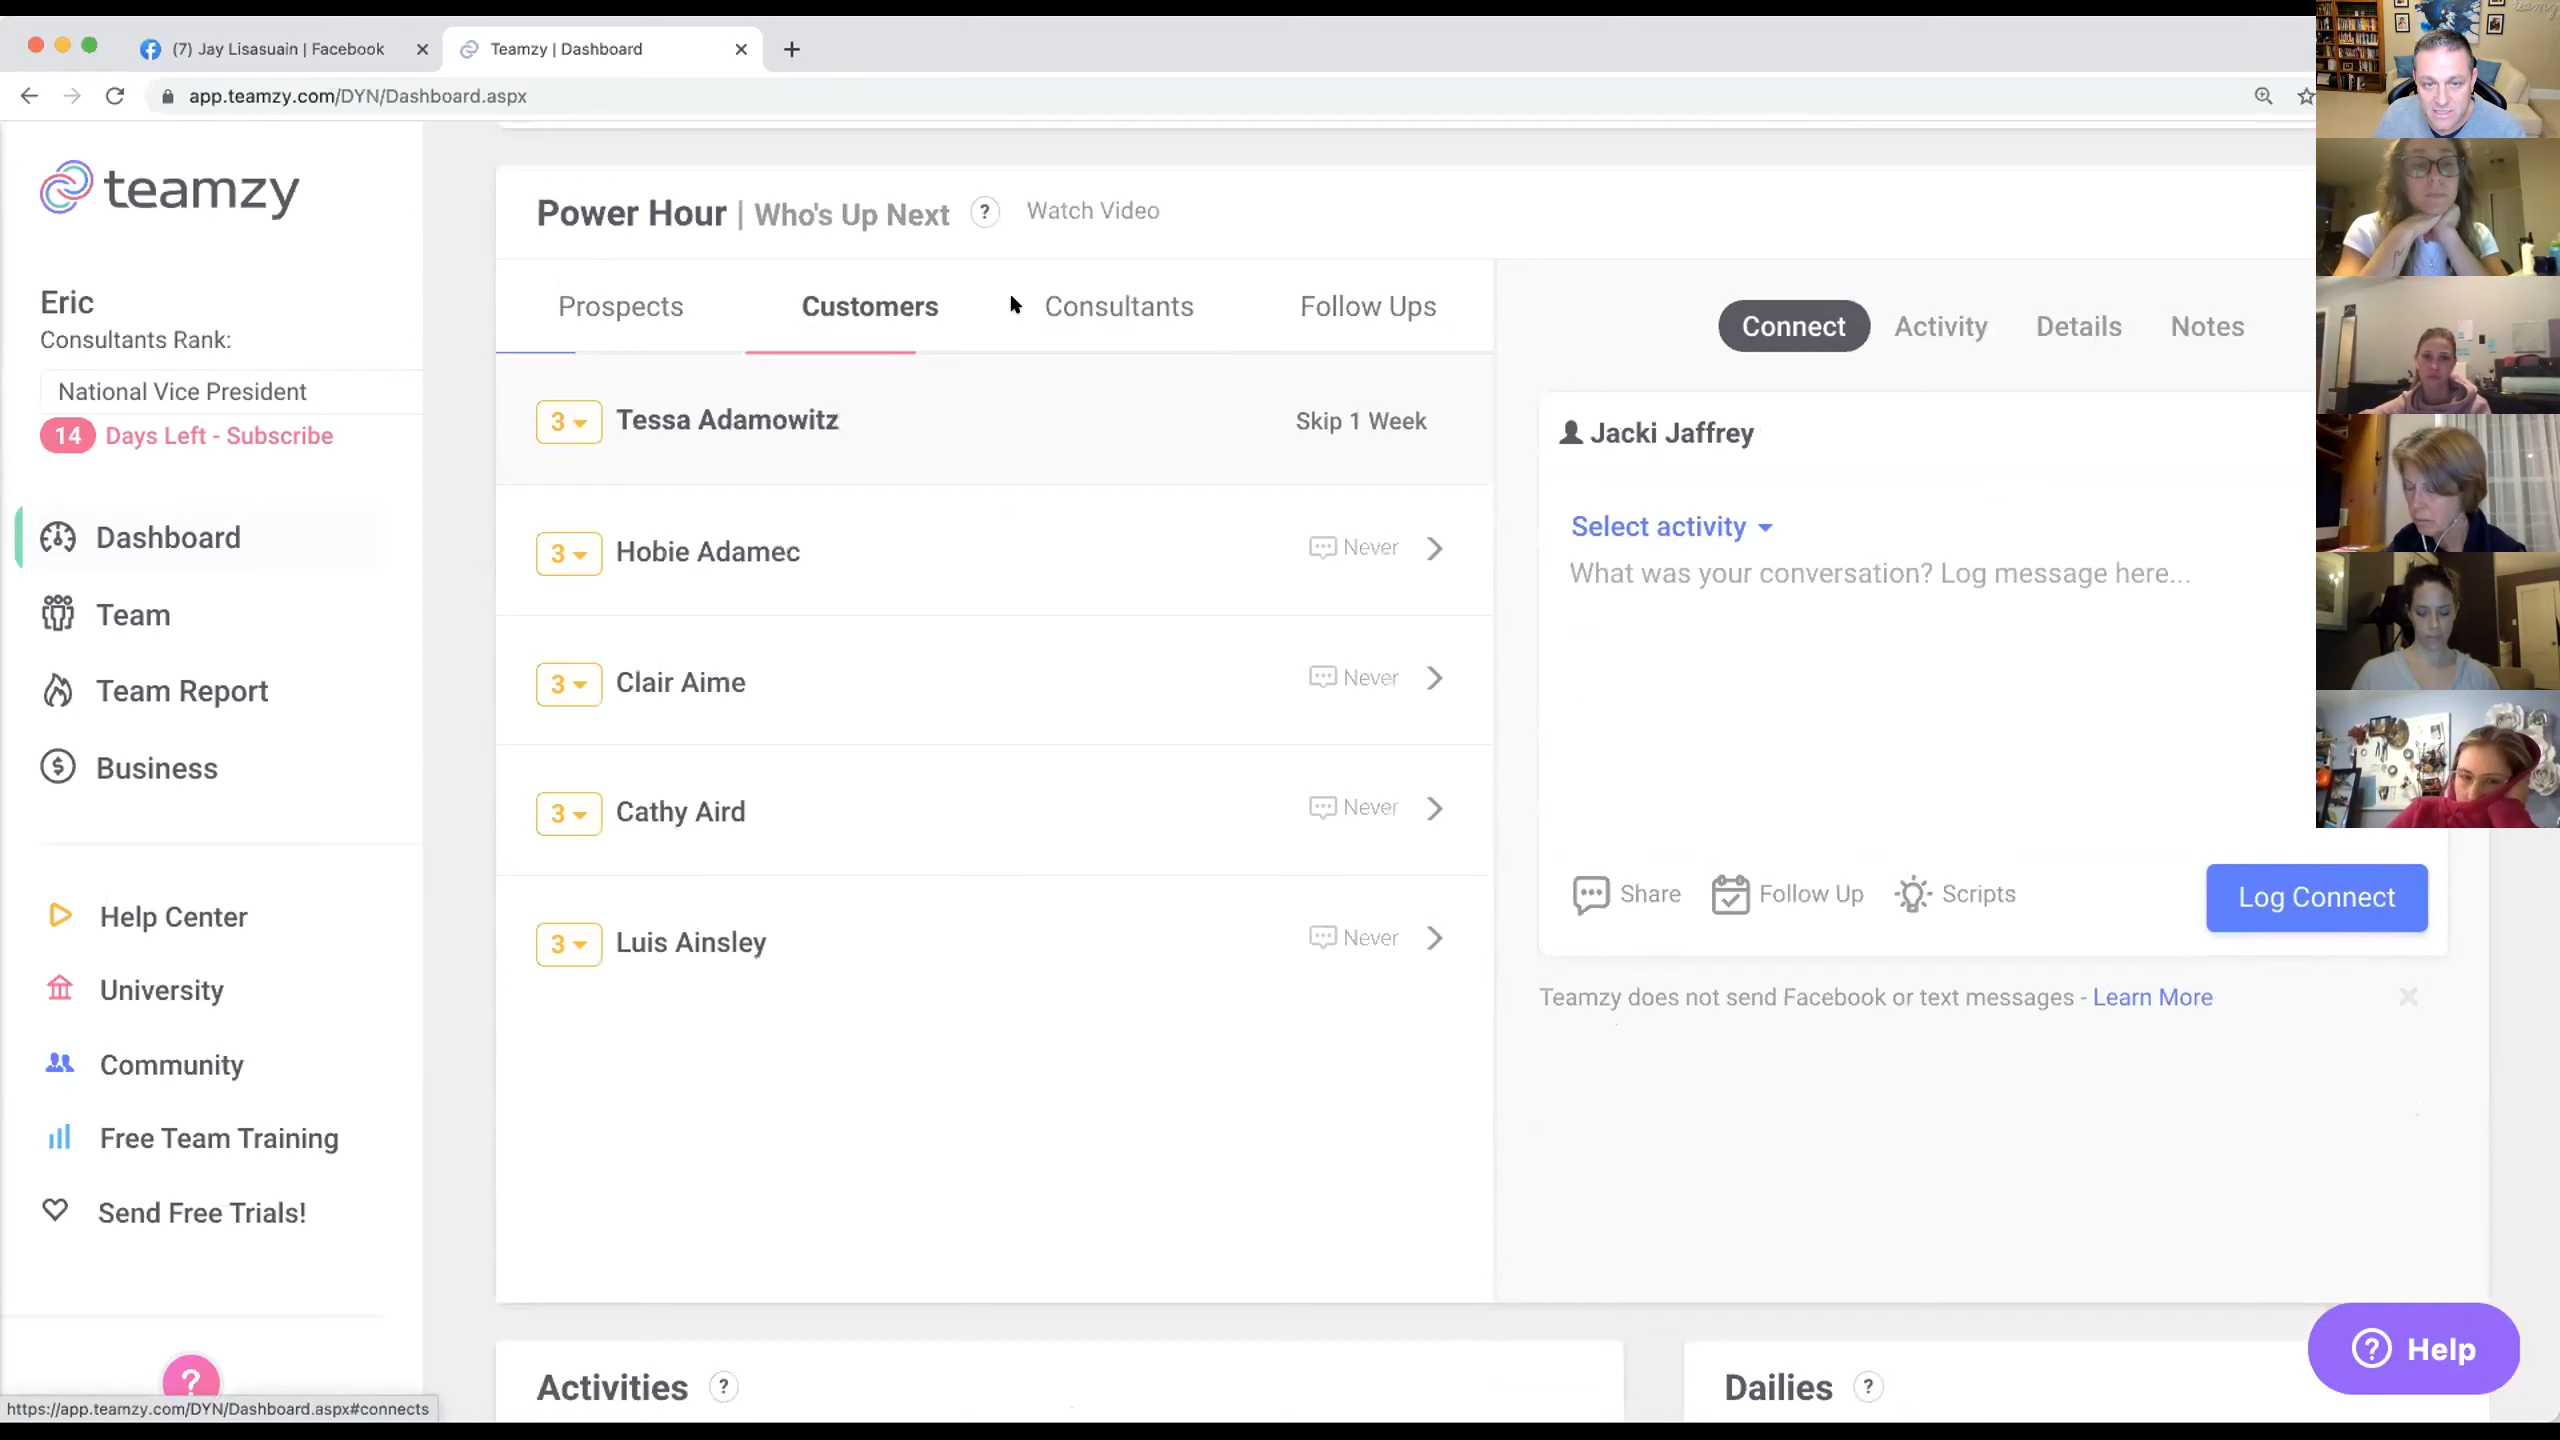 (7) Jay Lisasuain | Facebook
Teamzy | Dashboard
app.teamzy.com/DYN/Dashboard.aspx
teamzy
Eric
Consultants Rank:
National Vice President
14 Days Left - Subscribe
Dashboard
Team
Team Report
Business
Help Center
University
Community
Free Team Training
Send Free Trials!
?
https://app.teamzy.com/DYN/Dashboard.aspx#connects
Power Hour | Who's Up Next ? Watch Video
Prospects Customers Consultants Follow Ups
3 Tessa Adamowitz Skip 1 Week
3 Hobie Adamec Never
3 Clair Aime Never
3 Cathy Aird Never
3 Luis Ainsley Never
Connect Activity Details Notes
Jacki Jaffrey
Select activity
What was your conversation? Log message here...
Share Follow Up Scripts Log Connect
Teamzy does not send Facebook or text messages - Learn More
Activities ?
Dailies ?
? Help